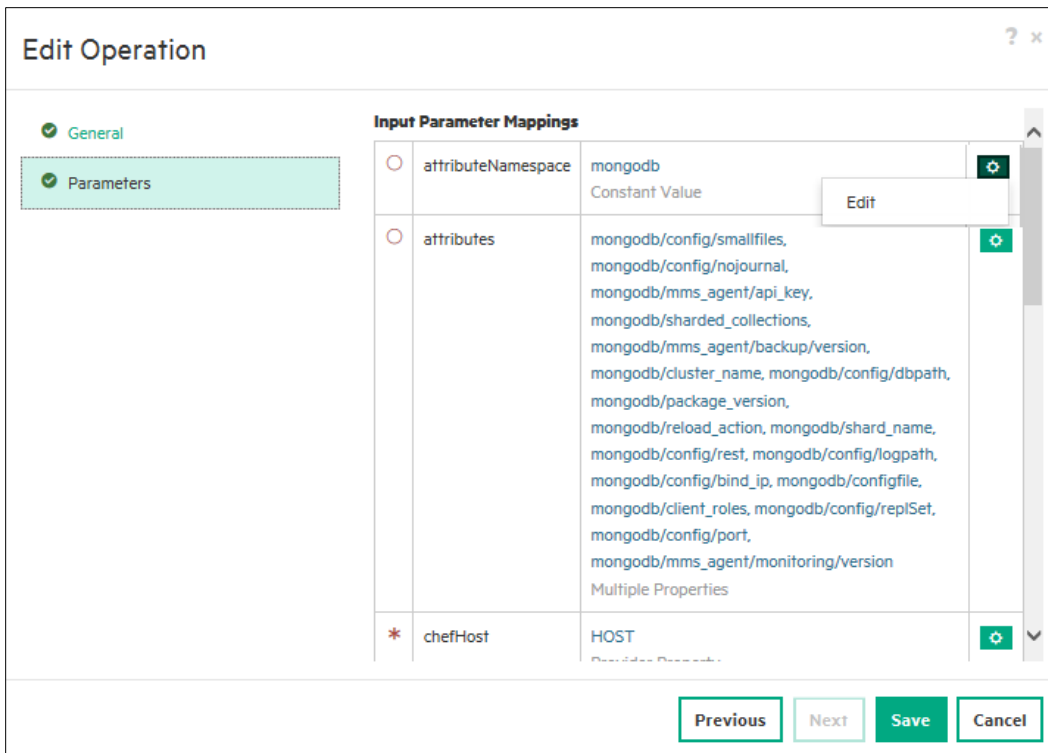 Edit Operation
? ×
General
Parameters
Input Parameter Mappings
attributeNamespace
mongodb
Constant Value
Edit
attributes
mongodb/config/smallfiles,
mongodb/config/nojournal,
mongodb/mms_agent/api_key,
mongodb/sharded_collections,
mongodb/mms_agent/backup/version,
mongodb/cluster_name, mongodb/config/dbpath,
mongodb/package_version,
mongodb/reload_action, mongodb/shard_name,
mongodb/config/rest, mongodb/config/logpath,
mongodb/config/bind_ip, mongodb/configfile,
mongodb/client_roles, mongodb/config/replSet,
mongodb/config/port,
mongodb/mms_agent/monitoring/version
Multiple Properties
* chefHost
HOST
Provider Property
Previous Next Save Cancel